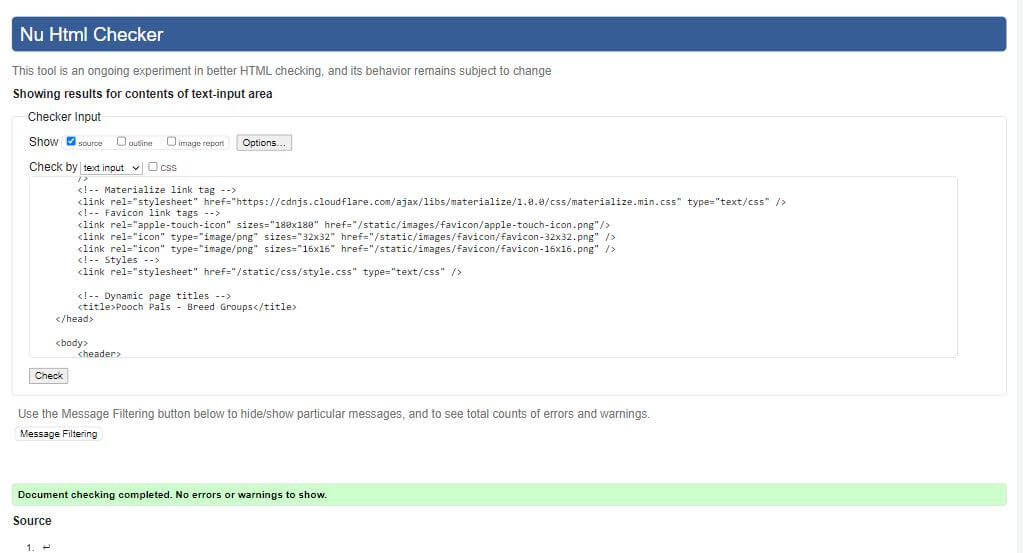 Nu Html Checker
This tool is an ongoing experiment in better HTML checking, and its behavior remains subject to change
Showing results for contents of text-input area
Checker Input
Show source outline image report Options...
Check by text input css
/>
<!-- Materialize link tag -->
<link rel="stylesheet" href="https://cdnjs.cloudflare.com/ajax/libs/materialize/1.0.0/css/materialize.min.css" type="text/css" />
<!-- Favicon link tags -->
<link rel="apple-touch-icon" sizes="180x180" href="/static/images/favicon/apple-touch-icon.png"/>
<link rel="icon" type="image/png" sizes="32x32" href="/static/images/favicon/favicon-32x32.png" />
<link rel="icon" type="image/png" sizes="16x16" href="/static/images/favicon/favicon-16x16.png" />
<!-- Styles -->
<link rel="stylesheet" href="/static/css/style.css" type="text/css" />
<!-- Dynamic page titles -->
<title>Pooch Pals - Breed Groups</title>
</head>
<body>
<header>
Check
Use the Message Filtering button below to hide/show particular messages, and to see total counts of errors and warnings.
Message Filtering
Document checking completed. No errors or warnings to show.
Source
1. ↩